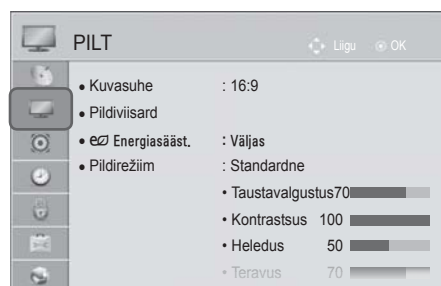 PILT Liigu OK
• Kuvasuhe : 16:9
• Pildiviisard
• Energiasääst. : Väljas
• Pildirežiim : Standardne
• Taustavalgustus70
• Kontrastsus 100
• Heledus 50
• Teravus 70